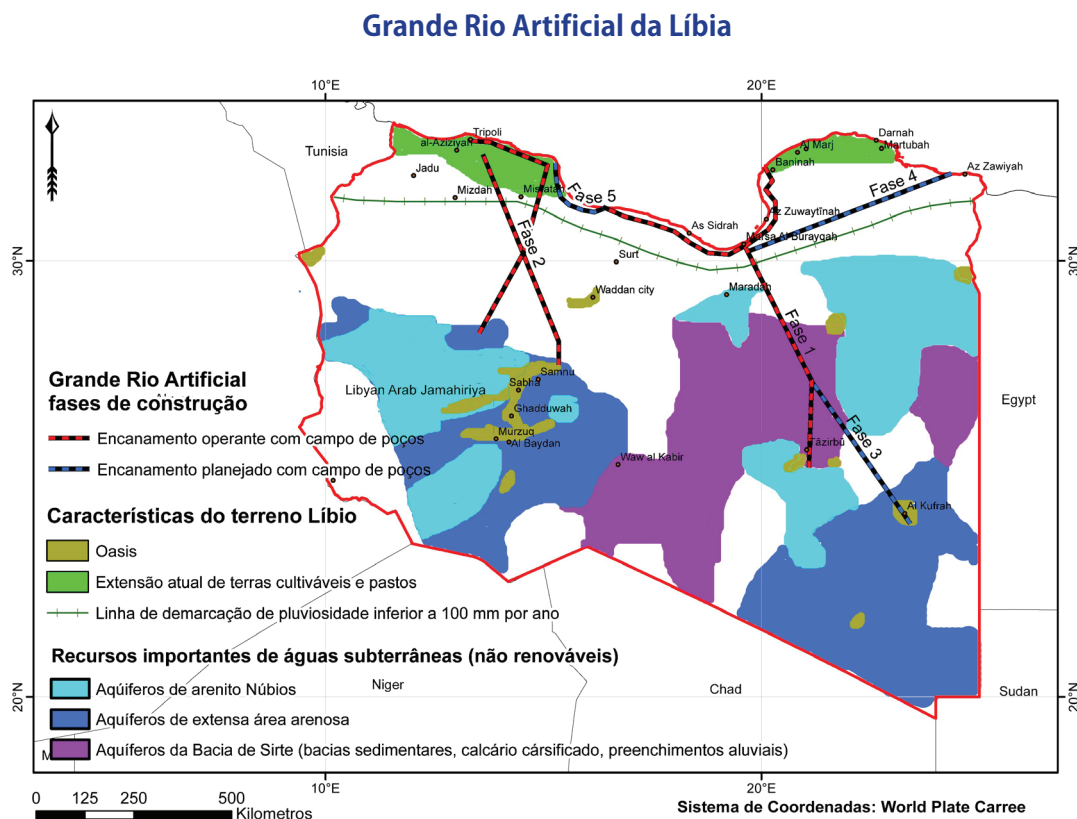 Grande Rio Artificial da Líbia
10°E
20°E
Tunisia
Tripoli
al-Aziziyah
Jadu
Mizdah
Misratah
Darnah
Al Marj
Martubah
Baninah
Az Zawiyah
Fase 5
Fase 4
Az Zuwaytīnah
As Sidrah
Marsa Al Burayqah
Fase 2
30°N
30°N
Surt
Waddan city
Maradah
Fase 1
Libyan Arab Jamahiriya
Samnu
Sabha
Ghadduwah
Murzuq
Al Baydan
Waw al Kabir
Tāzirbū
Fase 3
Al Kufrah
Egypt
Grande Rio Artificial
fases de construção
Encanamento operante com campo de poços
Encanamento planejado com campo de poços
Características do terreno Líbio
Oasis
Extensão atual de terras cultiváveis e pastos
Linha de demarcação de pluviosidade inferior a 100 mm por ano
Recursos importantes de águas subterrâneas (não renováveis)
Aqúiferos de arenito Núbios
Aquíferos de extensa área arenosa
Aquíferos da Bacia de Sirte (bacias sedimentares, calcário cársificado, preenchimentos aluviais)
Niger
Chad
Sudan
20°N
20°N
M
10°E
20°E
0 125 250 500
Kilometros
Sistema de Coordenadas: World Plate Carree